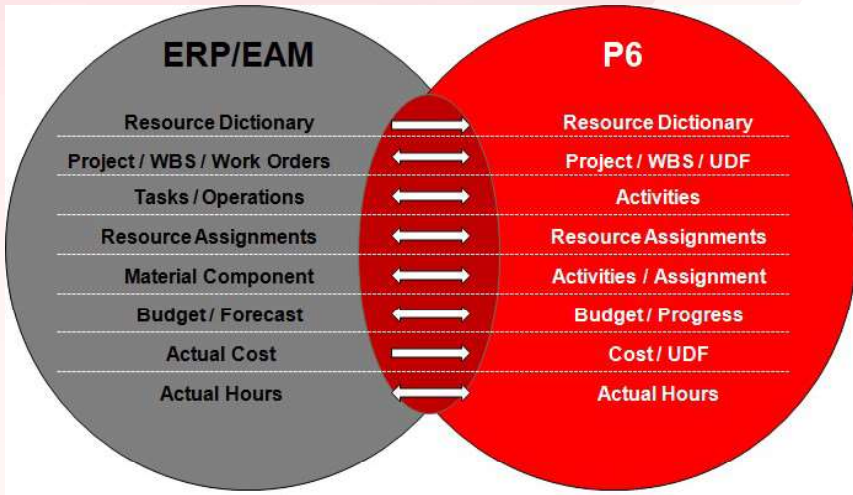 ERP/EAM P6
Resource Dictionary Resource Dictionary
Project / WBS / Work Orders Project / WBS / UDF
Tasks / Operations Activities
Resource Assignments Resource Assignments
Material Component Activities / Assignment
Budget / Forecast Budget / Progress
Actual Cost Cost / UDF
Actual Hours Actual Hours